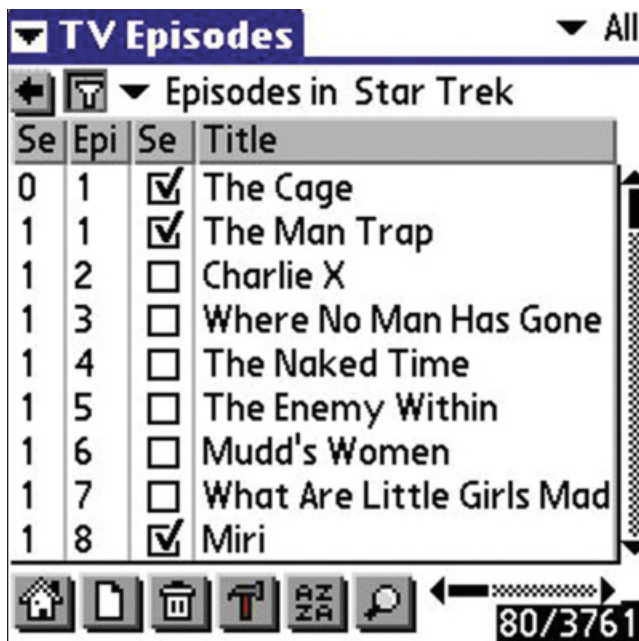 TV Episodes All
Episodes in Star Trek
Se Epi Se Title
0 1 The Cage
1 1 The Man Trap
1 2 Charlie X
1 3 Where No Man Has Gone
1 4 The Naked Time
1 5 The Enemy Within
1 6 Mudd's Women
1 7 What Are Little Girls Mad
1 8 Miri
AZ
ZA
80/3761